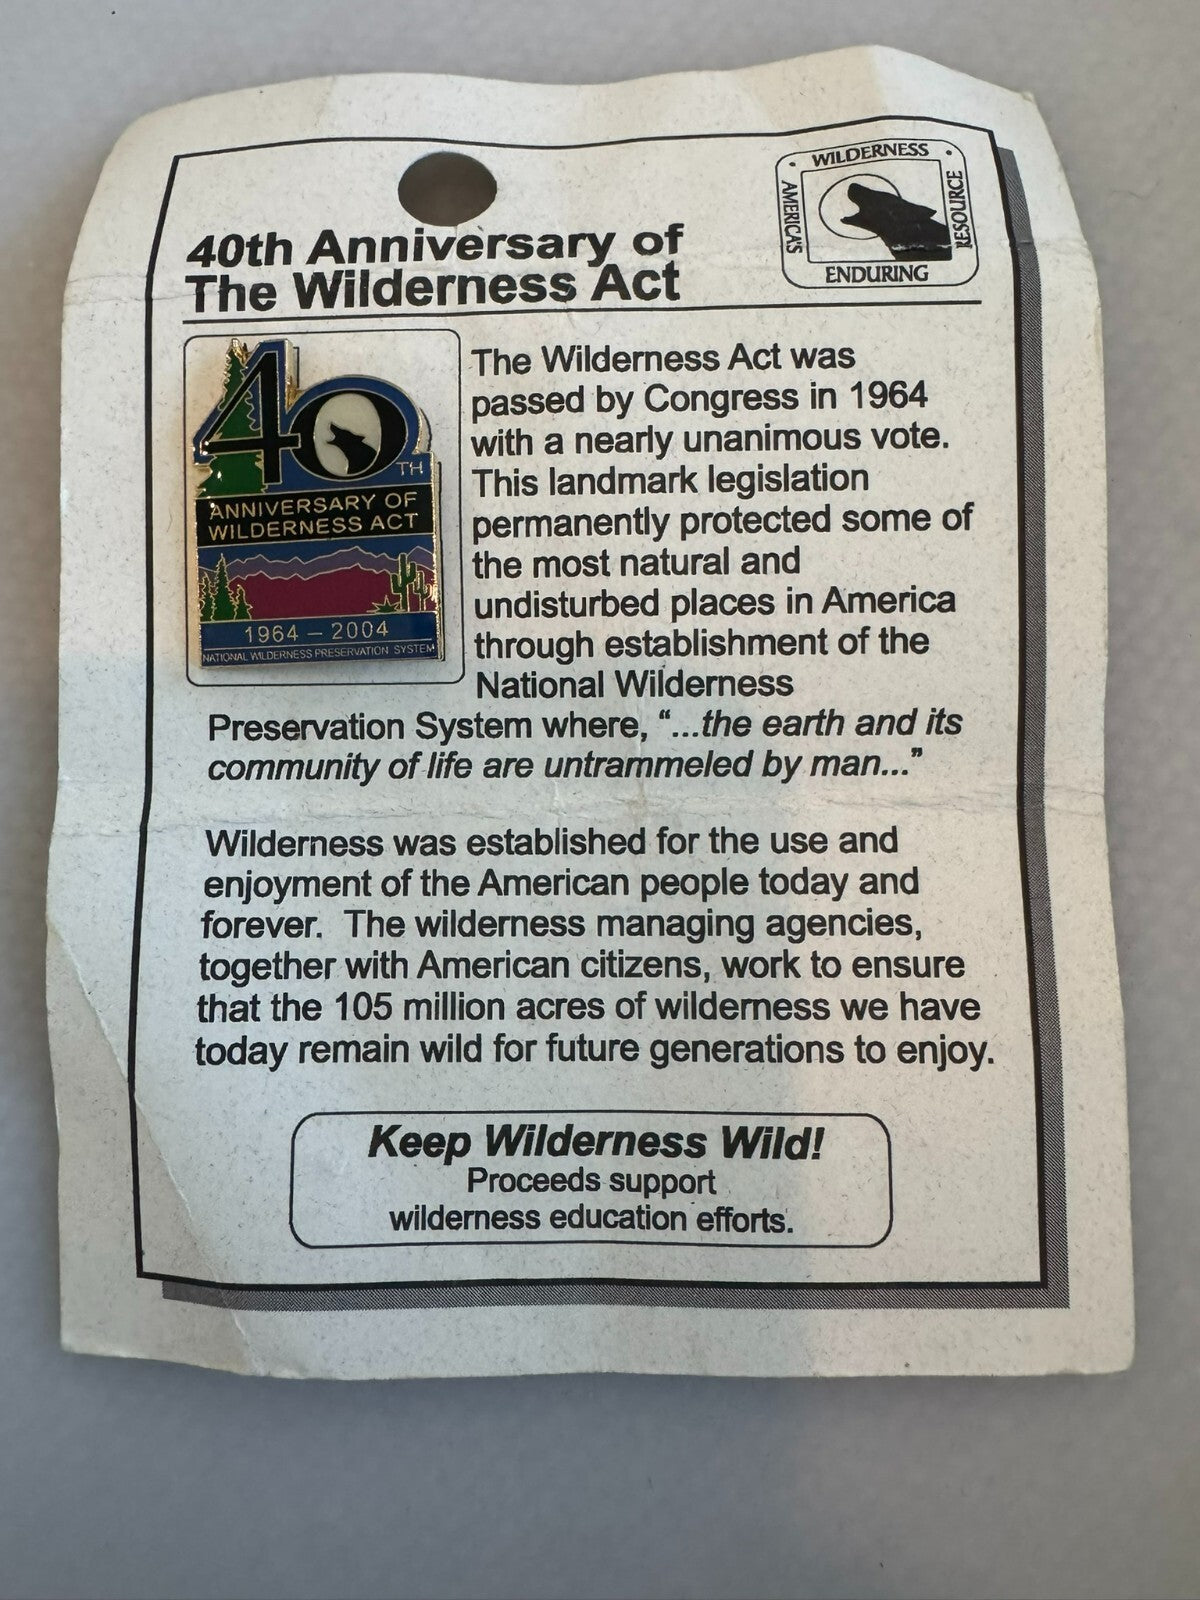 40th Anniversary of
The Wilderness Act
WILDERNESS
AMERICA'S
RESOURCE
ENDURING
40
TH
ANNIVERSARY OF
WILDERNESS ACT
1964 – 2004
NATIONAL WILDERNESS PRESERVATION SYSTEM
The Wilderness Act was
passed by Congress in 1964
with a nearly unanimous vote.
This landmark legislation
permanently protected some of
the most natural and
undisturbed places in America
through establishment of the
National Wilderness
Preservation System where, “...the earth and its
community of life are untrammeled by man...”
Wilderness was established for the use and
enjoyment of the American people today and
forever. The wilderness managing agencies,
together with American citizens, work to ensure
that the 105 million acres of wilderness we have
today remain wild for future generations to enjoy.
Keep Wilderness Wild!
Proceeds support
wilderness education efforts.